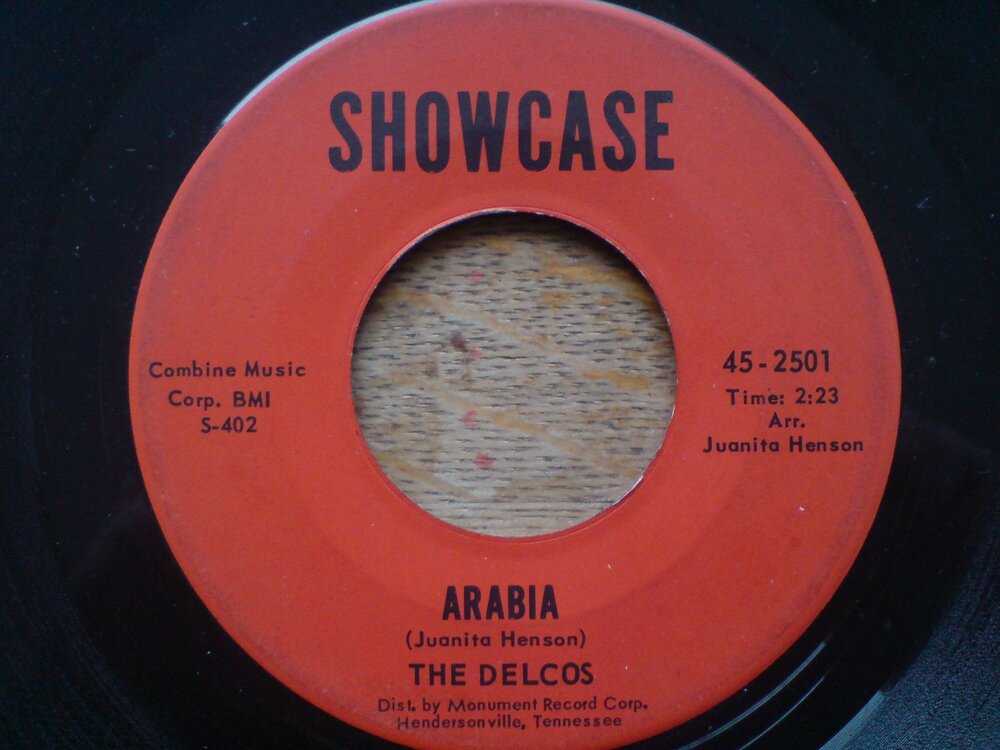 SHOWCASE
Combine Music
Corp. BMI
S-402
45-2501
Time: 2:23
Arr.
Juanita Henson
ARABIA
(Juanita Henson)
THE DELCOS
Dist. by Monument Record Corp.
Hendersonville, Tennessee